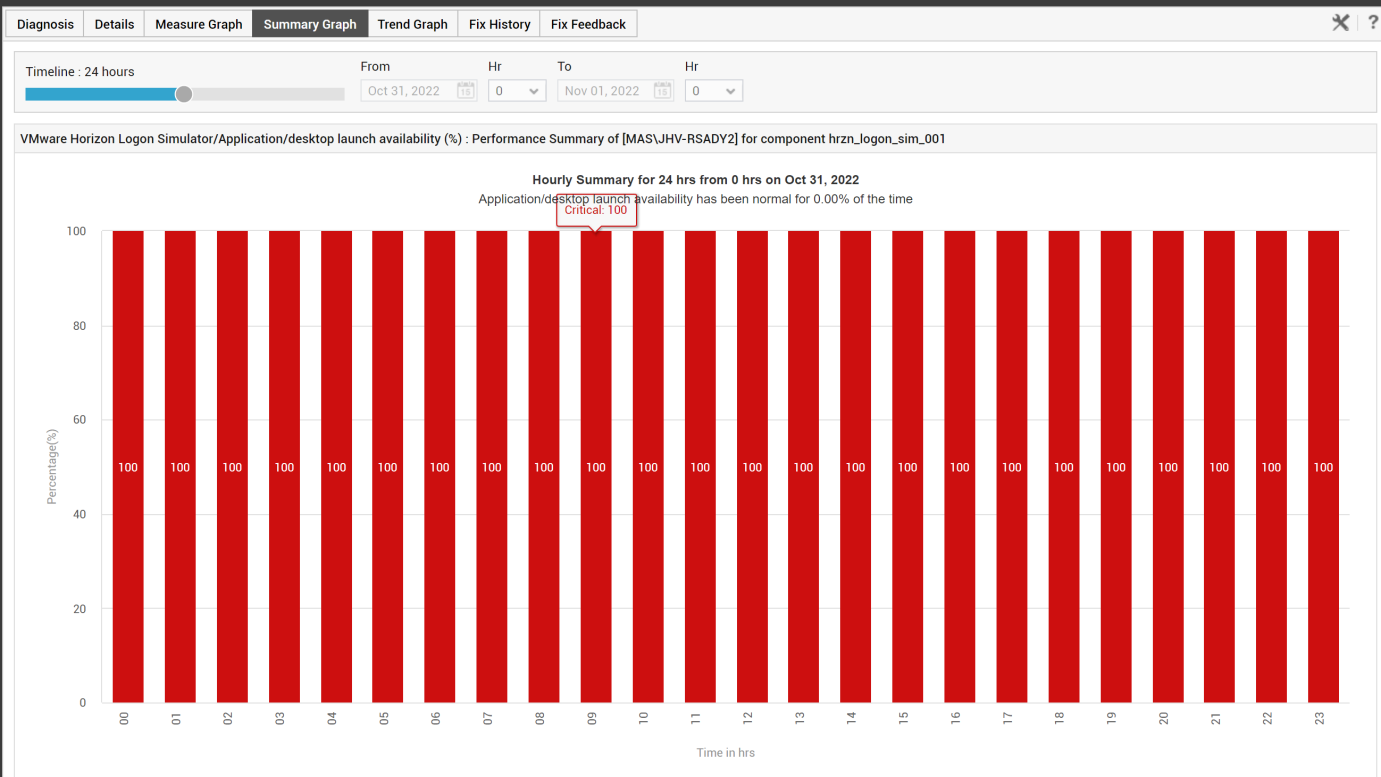 Diagnosis Details Measure Graph Summary Graph Trend Graph Fix History Fix Feedback ?
Timeline : 24 hours
From Hr To Hr
Oct 31, 2022 15 0 Nov 01, 2022 15 0
VMware Horizon Logon Simulator/Application/desktop launch availability (%) : Performance Summary of [MAS\JHV-RSADY2] for component hrzn_logon_sim_001
Hourly Summary for 24 hrs from 0 hrs on Oct 31, 2022
Application/desktop launch availability has been normal for 0.00% of the time
Critical: 100
100
80
60
40
20
0
Percentage(%)
100 100 100 100 100 100 100 100 100 100 100 100 100 100 100 100 100 100 100 100 100 100 100 100
00 01 02 03 04 05 06 07 08 09 10 11 12 13 14 15 16 17 18 19 20 21 22 23
Time in hrs